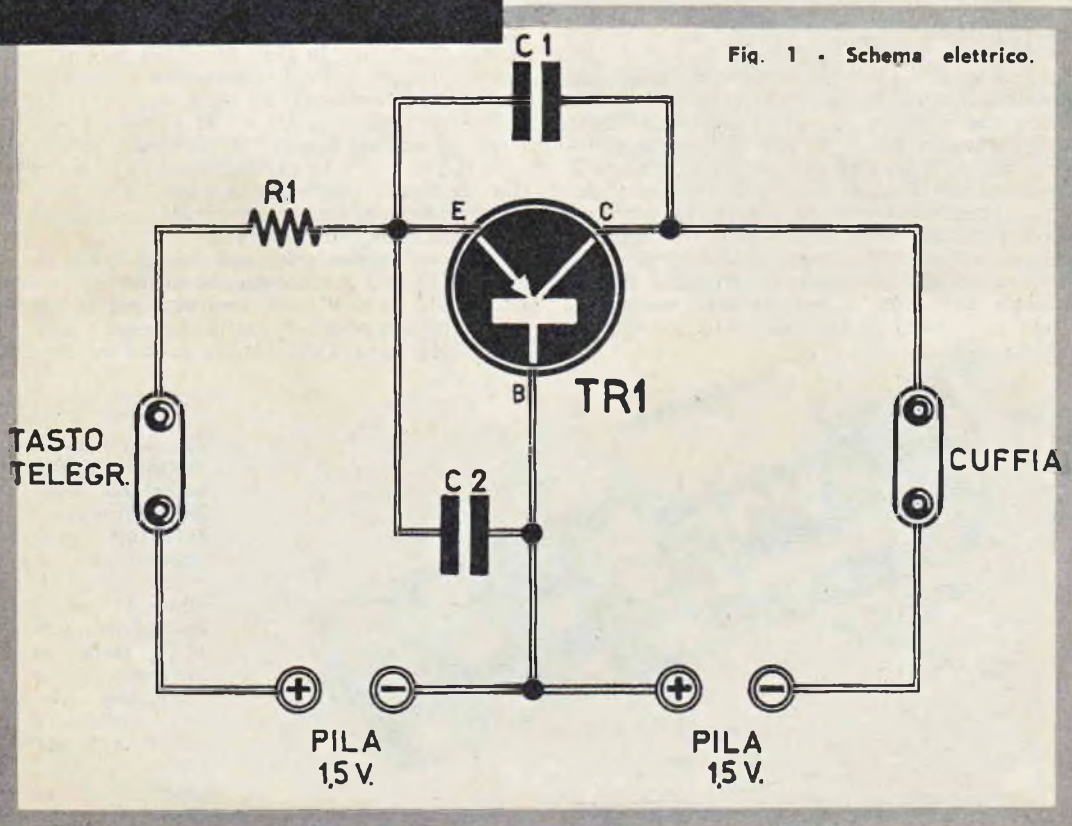 Fig. 1 - Schema elettrico.
C 1
R1
E
C
B
TR1
TASTO
TELEGR.
C 2
CUFFIA
+
-
+
-
PILA
1,5 V.
PILA
1,5 V.